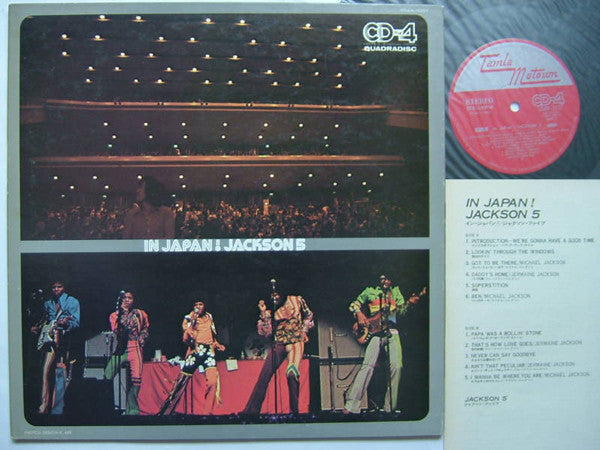 CD-4
QUADRADISC
IN JAPAN! JACKSON 5
Tamla
Motown
STEREO
CD-4
IN JAPAN!
JACKSON 5
イン・ジャパン!/ジャクソン・ファイブ
SIDE A
1. INTRODUCTION-WE'RE GONNA HAVE A GOOD TIME
2. LOOKIN' THROUGH THE WINDOWS
3. GOT TO BE THERE/MICHAEL JACKSON
4. DADDY'S HOME/JERMAINE JACKSON
5. SUPERSTITION
迷信
6. BEN/MICHAEL JACKSON
SIDE B
1. PAPA WAS A ROLLIN' STONE
2. THAT'S HOW LOVE GOES/JERMAINE JACKSON
3. NEVER CAN SAY GOODBYE
4. AIN'T THAT PECULIAR/JERMAINE JACKSON
5. I WANNA BE WHERE YOU ARE/MICHAEL JACKSON
JACKSON 5
ジャクソン・ファイブ